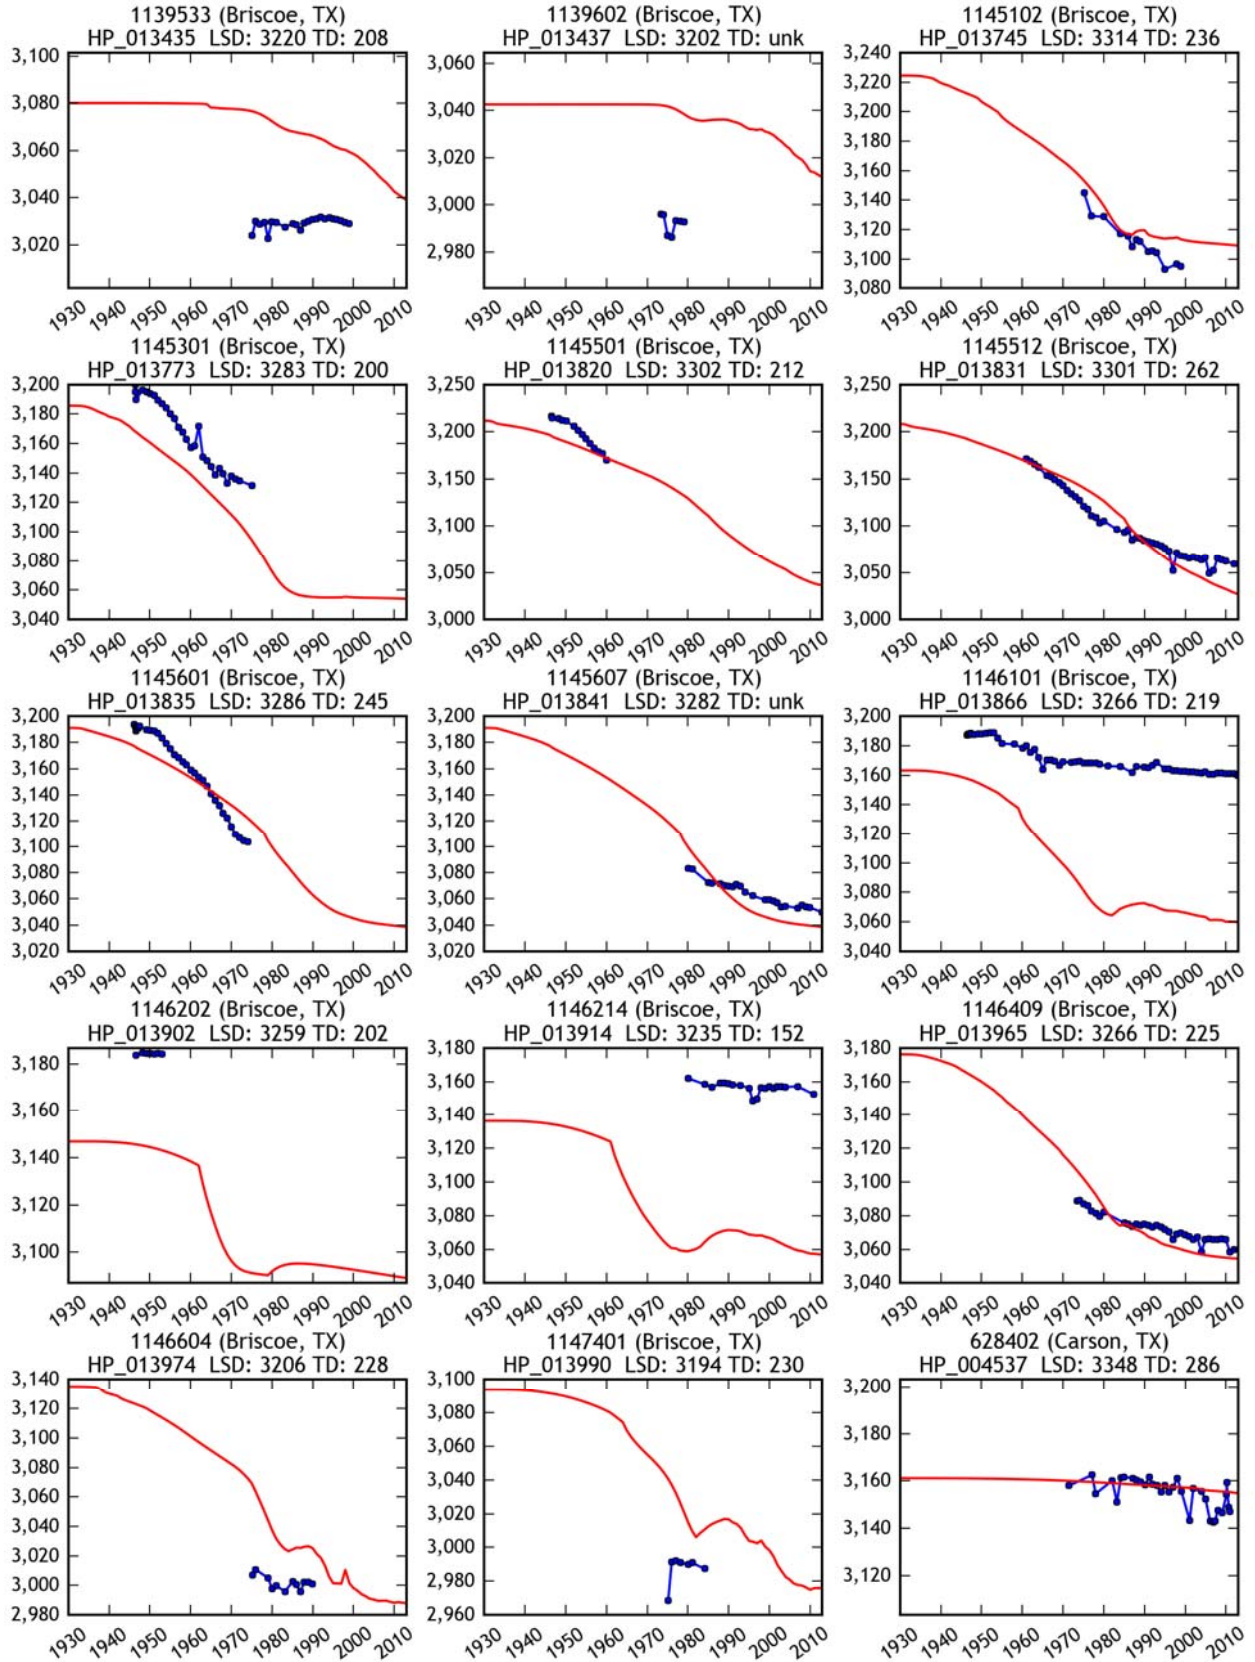 1139533 (Briscoe, TX)
HP_013435 LSD: 3220 TD: 208
3,100
3,080
3,060
3,040
3,020
1930 1940 1950 1960 1970 1980 1990 2000 2010
1139602 (Briscoe, TX)
HP_013437 LSD: 3202 TD: unk
3,060
3,040
3,020
3,000
2,980
1930 1940 1950 1960 1970 1980 1990 2000 2010
1145102 (Briscoe, TX)
HP_013745 LSD: 3314 TD: 236
3,240
3,220
3,200
3,180
3,160
3,140
3,120
3,100
3,080
1930 1940 1950 1960 1970 1980 1990 2000 2010
1145301 (Briscoe, TX)
HP_013773 LSD: 3283 TD: 200
3,200
3,180
3,160
3,140
3,120
3,100
3,080
3,060
3,040
1930 1940 1950 1960 1970 1980 1990 2000 2010
1145501 (Briscoe, TX)
HP_013820 LSD: 3302 TD: 212
3,250
3,200
3,150
3,100
3,050
3,000
1930 1940 1950 1960 1970 1980 1990 2000 2010
1145512 (Briscoe, TX)
HP_013831 LSD: 3301 TD: 262
3,250
3,200
3,150
3,100
3,050
3,000
1930 1940 1950 1960 1970 1980 1990 2000 2010
1145601 (Briscoe, TX)
HP_013835 LSD: 3286 TD: 245
3,200
3,180
3,160
3,140
3,120
3,100
3,080
3,060
3,040
3,020
1930 1940 1950 1960 1970 1980 1990 2000 2010
1145607 (Briscoe, TX)
HP_013841 LSD: 3282 TD: unk
3,200
3,180
3,160
3,140
3,120
3,100
3,080
3,060
3,040
3,020
1930 1940 1950 1960 1970 1980 1990 2000 2010
1146101 (Briscoe, TX)
HP_013866 LSD: 3266 TD: 219
3,200
3,180
3,160
3,140
3,120
3,100
3,080
3,060
3,040
1930 1940 1950 1960 1970 1980 1990 2000 2010
1146202 (Briscoe, TX)
HP_013902 LSD: 3259 TD: 202
3,180
3,160
3,140
3,120
3,100
1930 1940 1950 1960 1970 1980 1990 2000 2010
1146214 (Briscoe, TX)
HP_013914 LSD: 3235 TD: 152
3,180
3,160
3,140
3,120
3,100
3,080
3,060
3,040
1930 1940 1950 1960 1970 1980 1990 2000 2010
1146409 (Briscoe, TX)
HP_013965 LSD: 3266 TD: 225
3,180
3,160
3,140
3,120
3,100
3,080
3,060
3,040
1930 1940 1950 1960 1970 1980 1990 2000 2010
1146604 (Briscoe, TX)
HP_013974 LSD: 3206 TD: 228
3,140
3,120
3,100
3,080
3,060
3,040
3,020
3,000
2,980
1930 1940 1950 1960 1970 1980 1990 2000 2010
1147401 (Briscoe, TX)
HP_013990 LSD: 3194 TD: 230
3,100
3,080
3,060
3,040
3,020
3,000
2,980
2,960
1930 1940 1950 1960 1970 1980 1990 2000 2010
628402 (Carson, TX)
HP_004537 LSD: 3348 TD: 286
3,200
3,180
3,160
3,140
3,120
1930 1940 1950 1960 1970 1980 1990 2000 2010